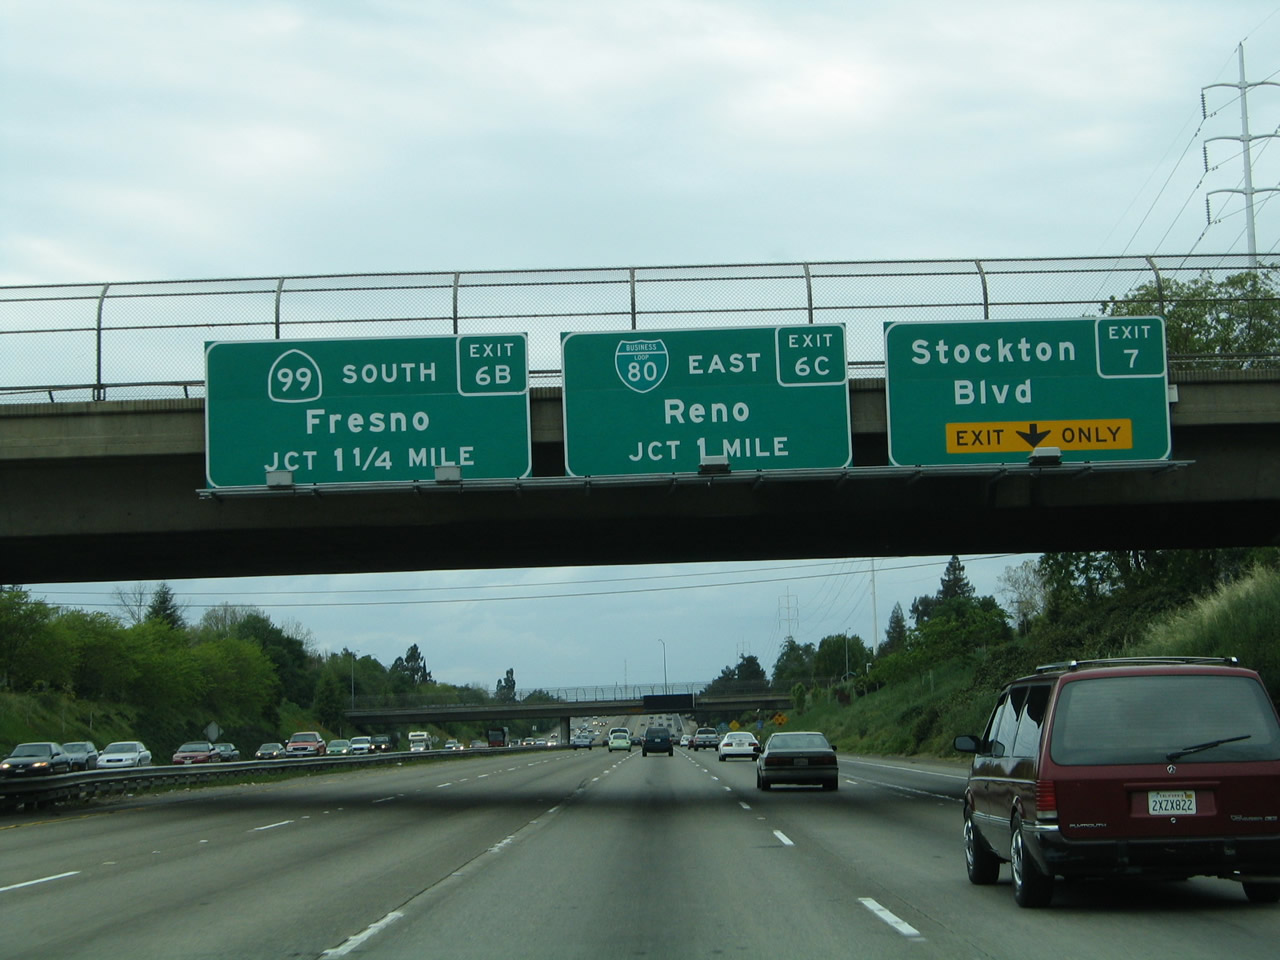 99 SOUTH
EXIT 6B
Fresno
JCT 1 1/4 MILE
BUSINESS LOOP 80 EAST
EXIT 6C
Reno
JCT 1 MILE
Stockton
Blvd
EXIT 7
EXIT ONLY
2XZX822
PLYMOUTH